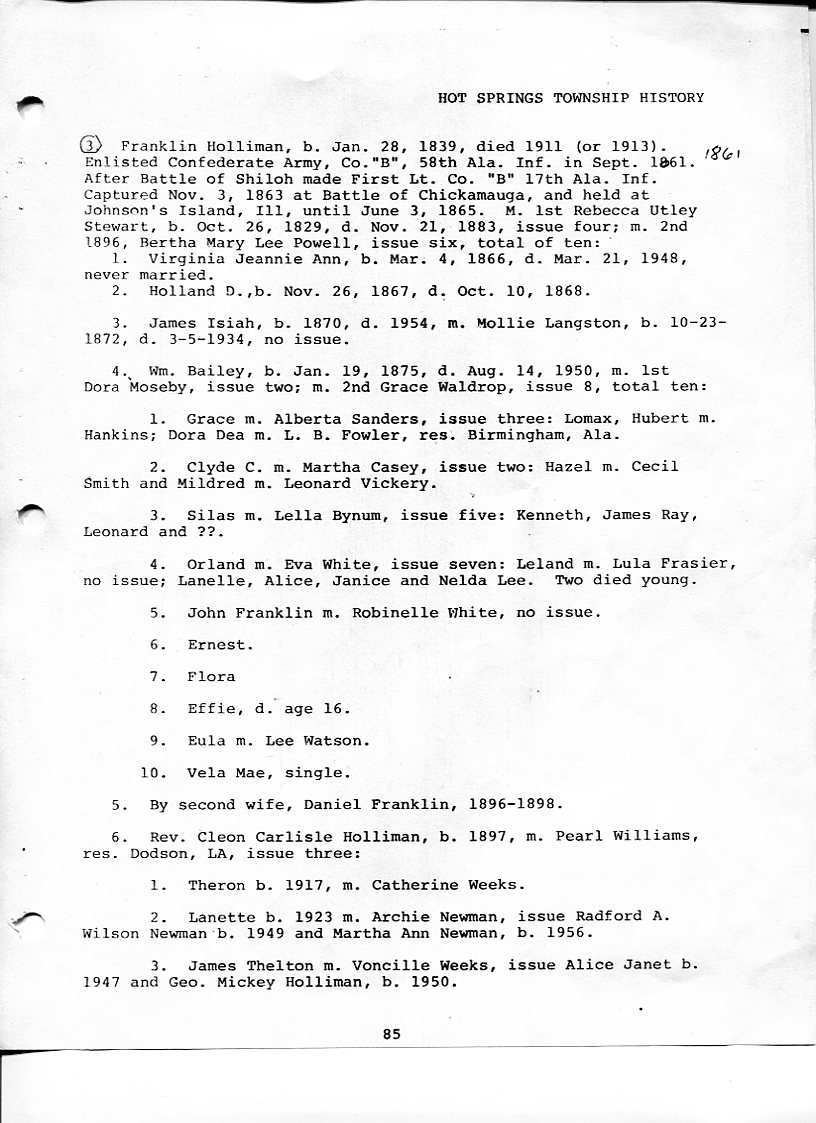 HOT SPRINGS TOWNSHIP HISTORY
③ Franklin Holliman, b. Jan. 28, 1839, died 1911 (or 1913).
Enlisted Confederate Army, Co."B", 58th Ala. Inf. in Sept. 1861. 1861
After Battle of Shiloh made First Lt. Co. "B" 17th Ala. Inf.
Captured Nov. 3, 1863 at Battle of Chickamauga, and held at
Johnson's Island, Ill, until June 3, 1865. M. 1st Rebecca Utley
Stewart, b. Oct. 26, 1829, d. Nov. 21, 1883, issue four; m. 2nd
1896, Bertha Mary Lee Powell, issue six, total of ten:
1. Virginia Jeannie Ann, b. Mar. 4, 1866, d. Mar. 21, 1948,
never married.
2. Holland D.,b. Nov. 26, 1867, d. Oct. 10, 1868.
3. James Isiah, b. 1870, d. 1954, m. Mollie Langston, b. 10-23-
1872, d. 3-5-1934, no issue.
4. Wm. Bailey, b. Jan. 19, 1875, d. Aug. 14, 1950, m. 1st
Dora Moseby, issue two; m. 2nd Grace Waldrop, issue 8, total ten:
1. Grace m. Alberta Sanders, issue three: Lomax, Hubert m.
Hankins; Dora Dea m. L. B. Fowler, res. Birmingham, Ala.
2. Clyde C. m. Martha Casey, issue two: Hazel m. Cecil
Smith and Mildred m. Leonard Vickery.
3. Silas m. Lella Bynum, issue five: Kenneth, James Ray,
Leonard and ??.
4. Orland m. Eva White, issue seven: Leland m. Lula Frasier,
no issue; Lanelle, Alice, Janice and Nelda Lee. Two died young.
5. John Franklin m. Robinelle White, no issue.
6. Ernest.
7. Flora
8. Effie, d. age 16.
9. Eula m. Lee Watson.
10. Vela Mae, single.
5. By second wife, Daniel Franklin, 1896-1898.
6. Rev. Cleon Carlisle Holliman, b. 1897, m. Pearl Williams,
res. Dodson, LA, issue three:
1. Theron b. 1917, m. Catherine Weeks.
2. Lanette b. 1923 m. Archie Newman, issue Radford A.
Wilson Newman b. 1949 and Martha Ann Newman, b. 1956.
3. James Thelton m. Voncille Weeks, issue Alice Janet b.
1947 and Geo. Mickey Holliman, b. 1950.
85